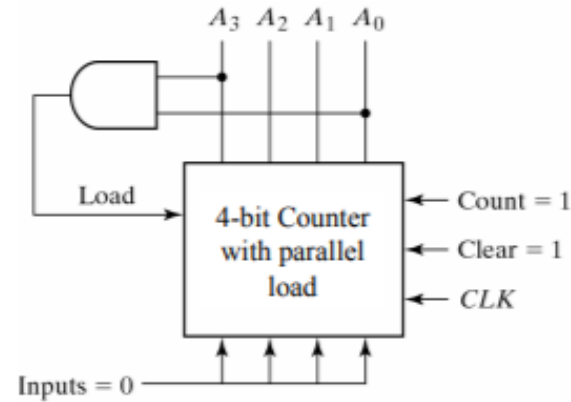 A3 A2 A1 A0
Load
4-bit Counter
with parallel
load
Count = 1
Clear = 1
CLK
Inputs = 0